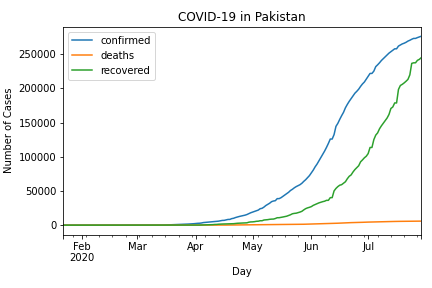 COVID-19 in Pakistan
confirmed
deaths
recovered
250000
200000
150000
100000
50000
0
Number of Cases
Feb
2020
Mar
Apr
May
Jun
Jul
Day